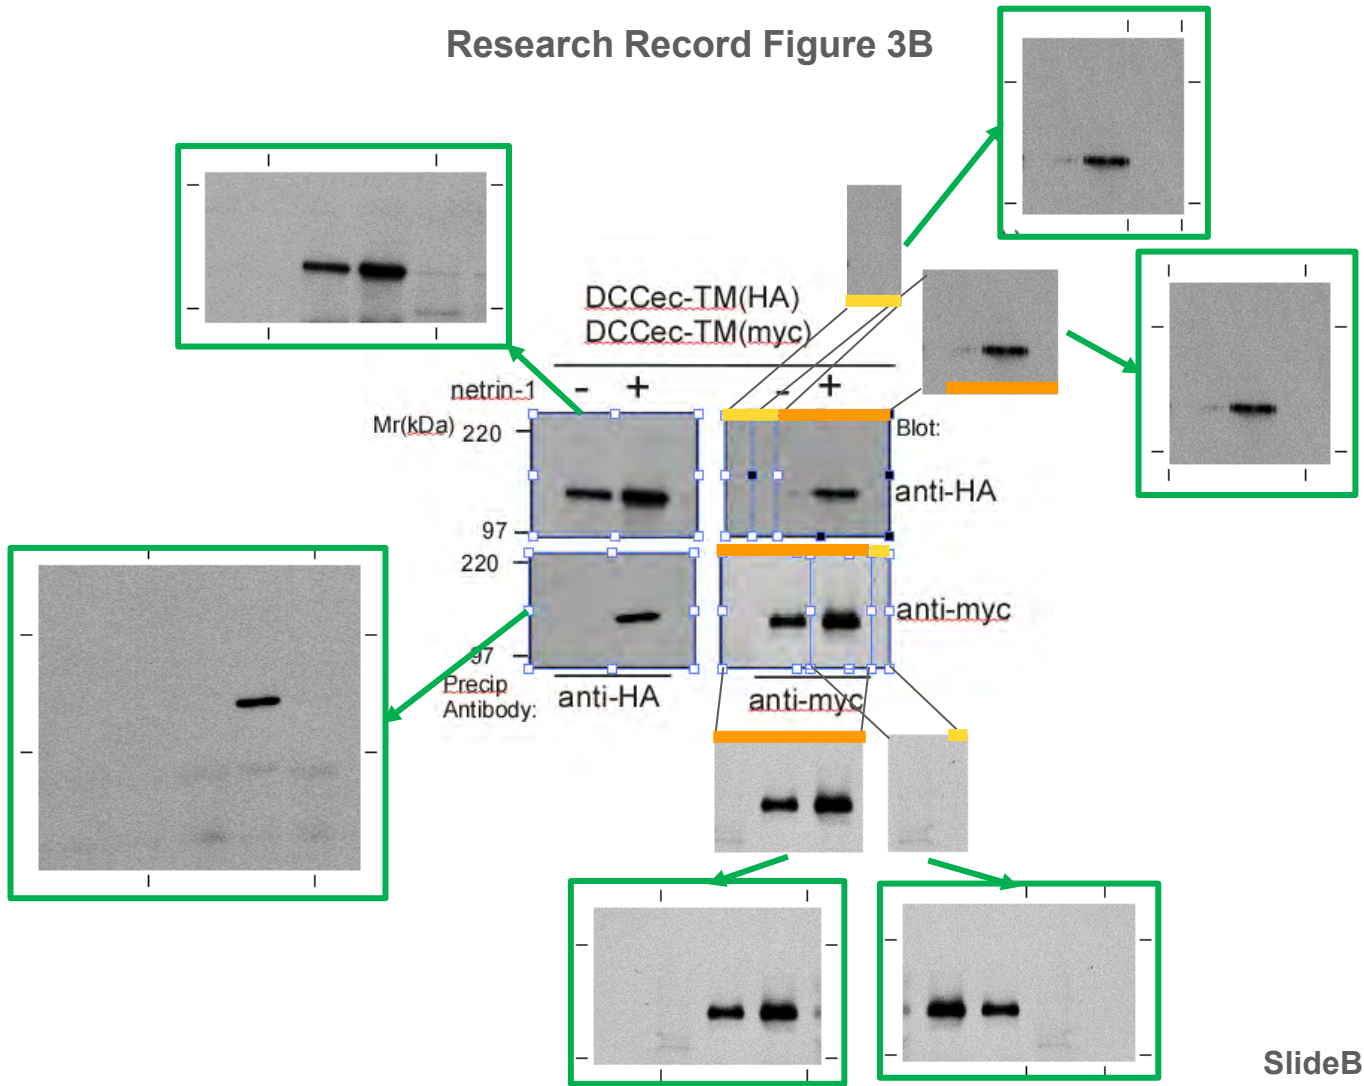 Research Record Figure 3B
DCCec-TM(HA)
DCCec-TM(myc)
netrin-1 - + - +
Mr(kDa) 220 Blot:
anti-HA
97
220
anti-myc
97
Precip
Antibody: anti-HA anti-myc
SlideB